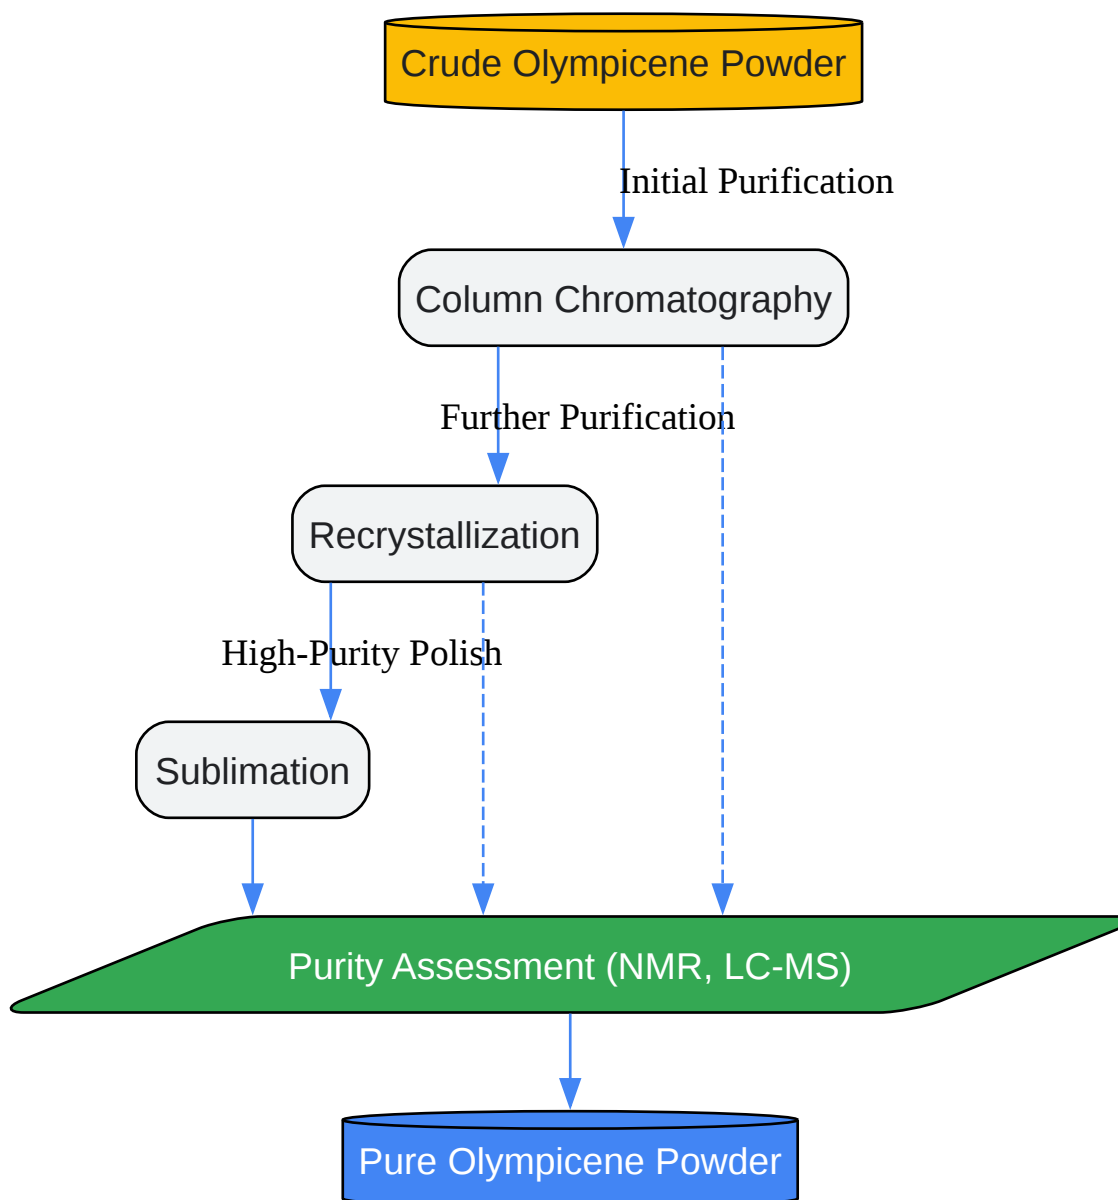 Crude Olympicene Powder
Initial Purification
Column Chromatography
Further Purification
Recrystallization
High-Purity Polish
Sublimation
Purity Assessment (NMR, LC-MS)
Pure Olympicene Powder